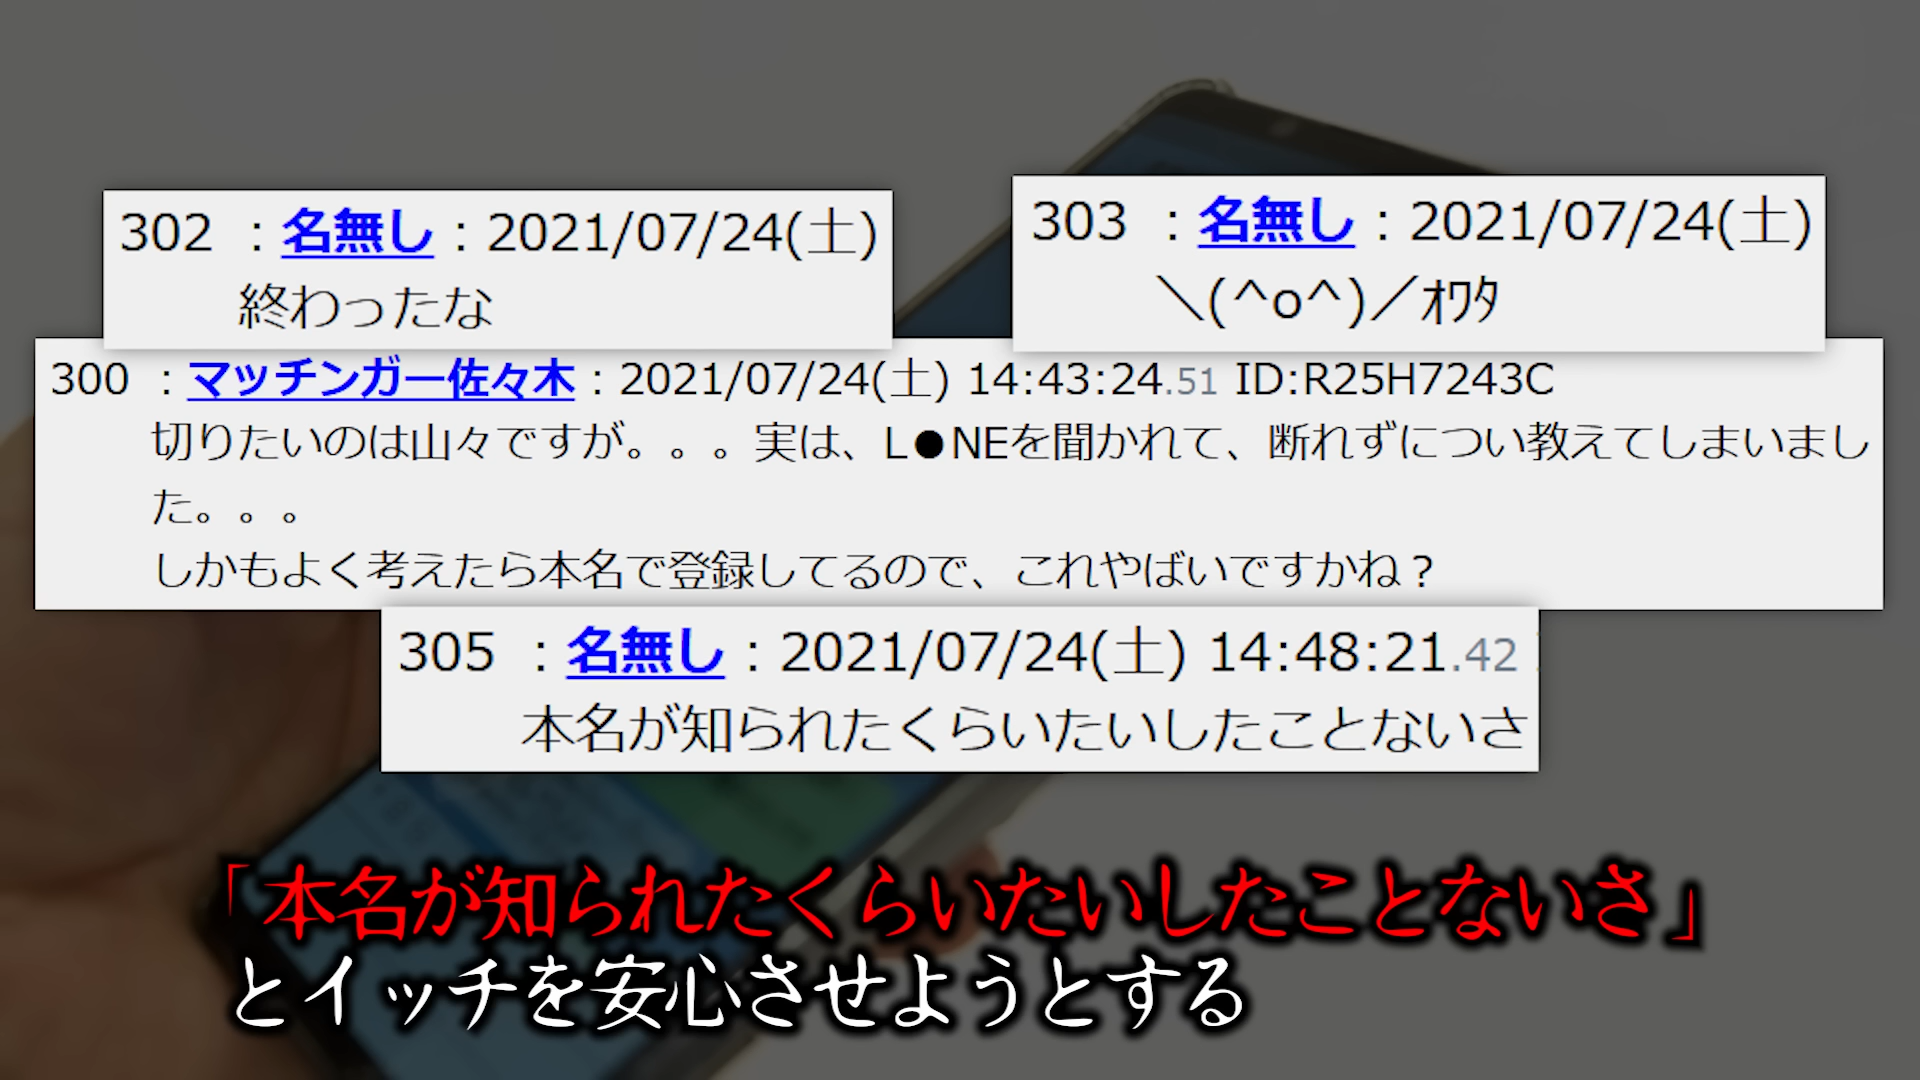 302 ：名無し：2021/07/24(土)
終わったな
303 ：名無し：2021/07/24(土)
＼(^o^)／ｵﾜﾀ
300 ：マッチンガー佐々木：2021/07/24(土) 14:43:24.51 ID:R25H7243C
切りたいのは山々ですが。。。実は、L●NEを聞かれて、断れずについ教えてしまいまし
た。。。
しかもよく考えたら本名で登録してるので、これやばいですかね？
305 ：名無し：2021/07/24(土) 14:48:21.42
本名が知られたくらいたいしたことないさ
「本名が知られたくらいたいしたことないさ」
とイッチを安心させようとする